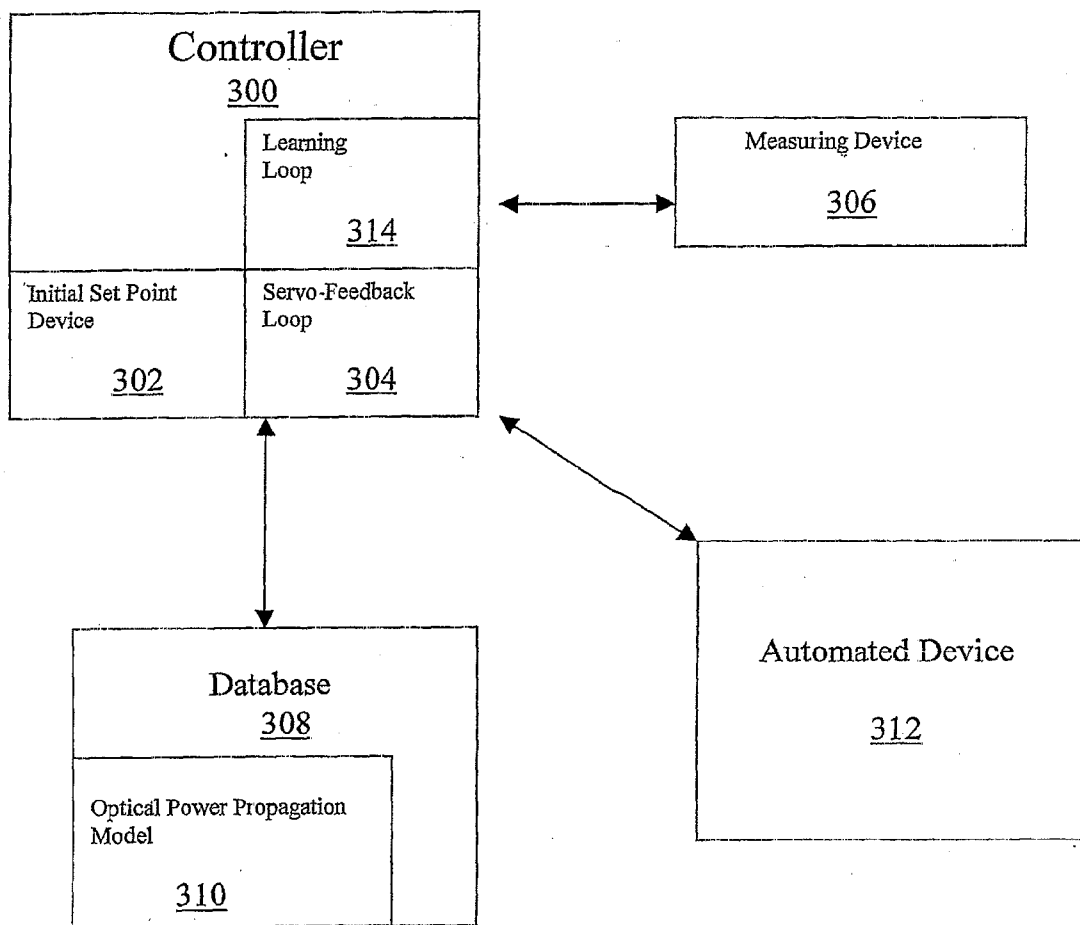 Controller
300
Learning
Loop
314
Measuring Device
306
Initial Set Point
Device
302
Servo-Feedback
Loop
304
Database
308
Optical Power Propagation
Model
310
Automated Device
312